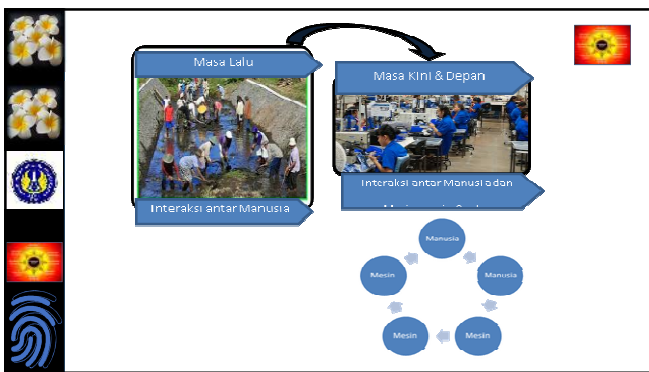 Masa Lalu
Masa Kini & Depan
Interaksi antar Manusia
Interaksi antar Manusia dan
Manusia
Manusia
Mesin
Mesin
Mesin